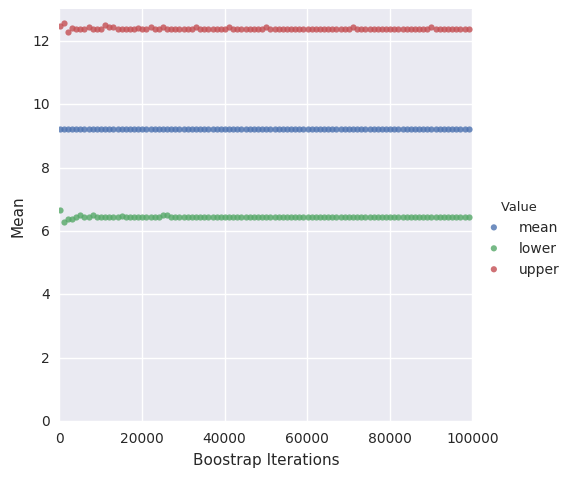 12
10
8
6
4
2
0
Mean
0 20000 40000 60000 80000 100000
Boostrap Iterations
Value
mean
lower
upper